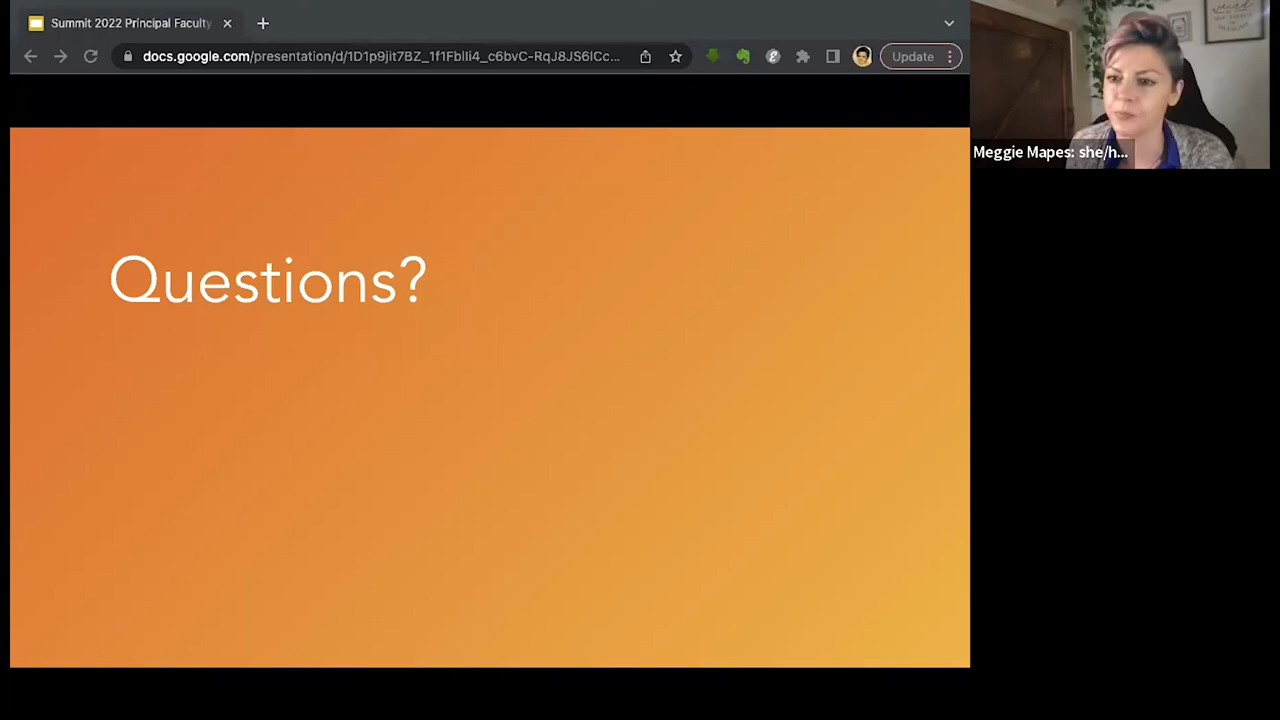 Summit 2022 Principal Faculty
docs.google.com/presentation/d/1D1p9jit7BZ_1f1Fblli4_c6bvC-RqJ8JS6lCc...
Update
Meggie Mapes: she/h...
Questions?